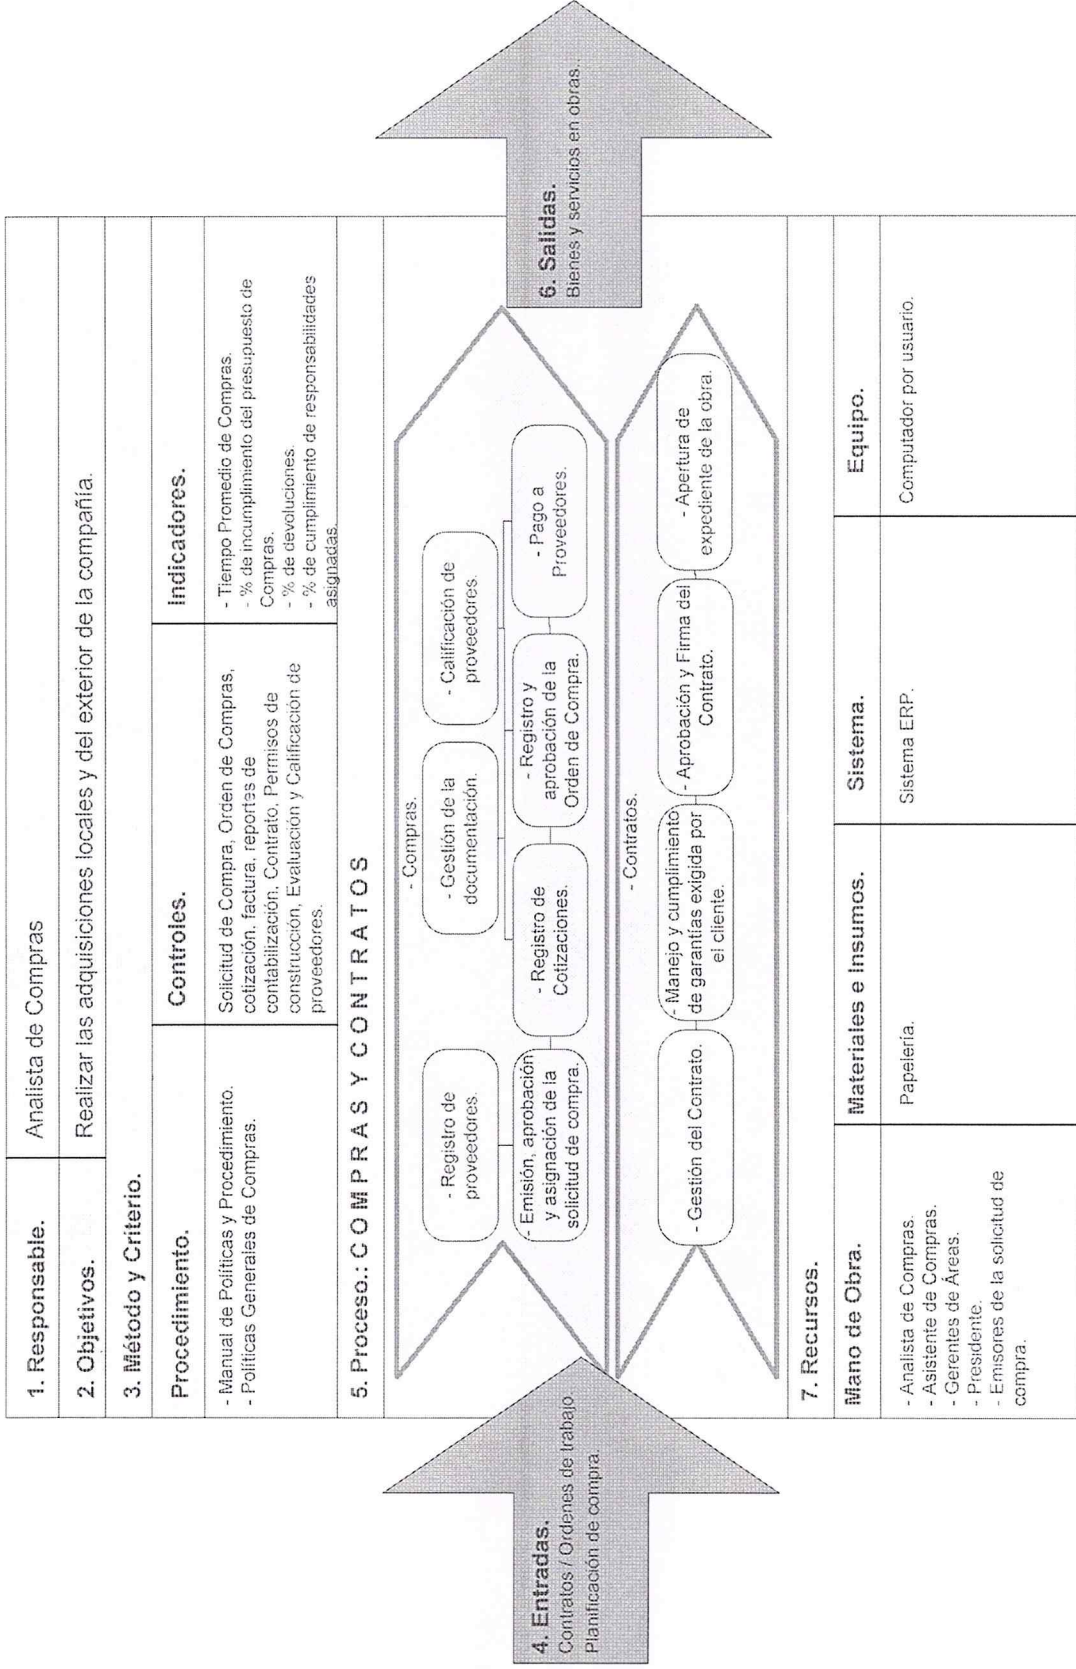 1. Responsable.
Analista de Compras
2. Objetivos.
Realizar las adquisiciones locales y del exterior de la compañía.
3. Método y Criterio.
Procedimiento.
Controles.
Indicadores.
- Manual de Políticas y Procedimiento.
- Políticas Generales de Compras.
Solicitud de Compra, Orden de Compras,
cotización, factura, reportes de
contabilización, Contrato, Permisos de
construcción, Evaluación y Calificación de
proveedores.
- Tiempo Promedio de Compras.
- % de incumplimiento del presupuesto de
Compras.
- % de devoluciones.
- % de cumplimiento de responsabilidades
asignadas.
5. Proceso.: COMPRAS Y CONTRATOS
4. Entradas.
Contratos / Ordenes de trabajo
Planificación de compra.
- Compras.
- Registro de
proveedores.
- Gestión de la
documentación.
- Calificación de
proveedores.
- Emisión, aprobación
y asignación de la
solicitud de compra.
- Registro de
Cotizaciones.
- Registro y
aprobación de la
Orden de Compra.
- Pago a
Proveedores.
- Contratos.
- Gestión del Contrato.
- Manejo y cumplimiento
de garantías exigida por
el cliente.
- Aprobación y Firma del
Contrato.
- Apertura de
expediente de la obra.
6. Salidas.
Bienes y servicios en obras..
7. Recursos.
Mano de Obra.
Materiales e Insumos.
Sistema.
Equipo.
- Analista de Compras.
- Asistente de Compras.
- Gerentes de Áreas.
- Presidente.
- Emisores de la solicitud de
compra.
Papelería.
Sistema ERP.
Computador por usuario.